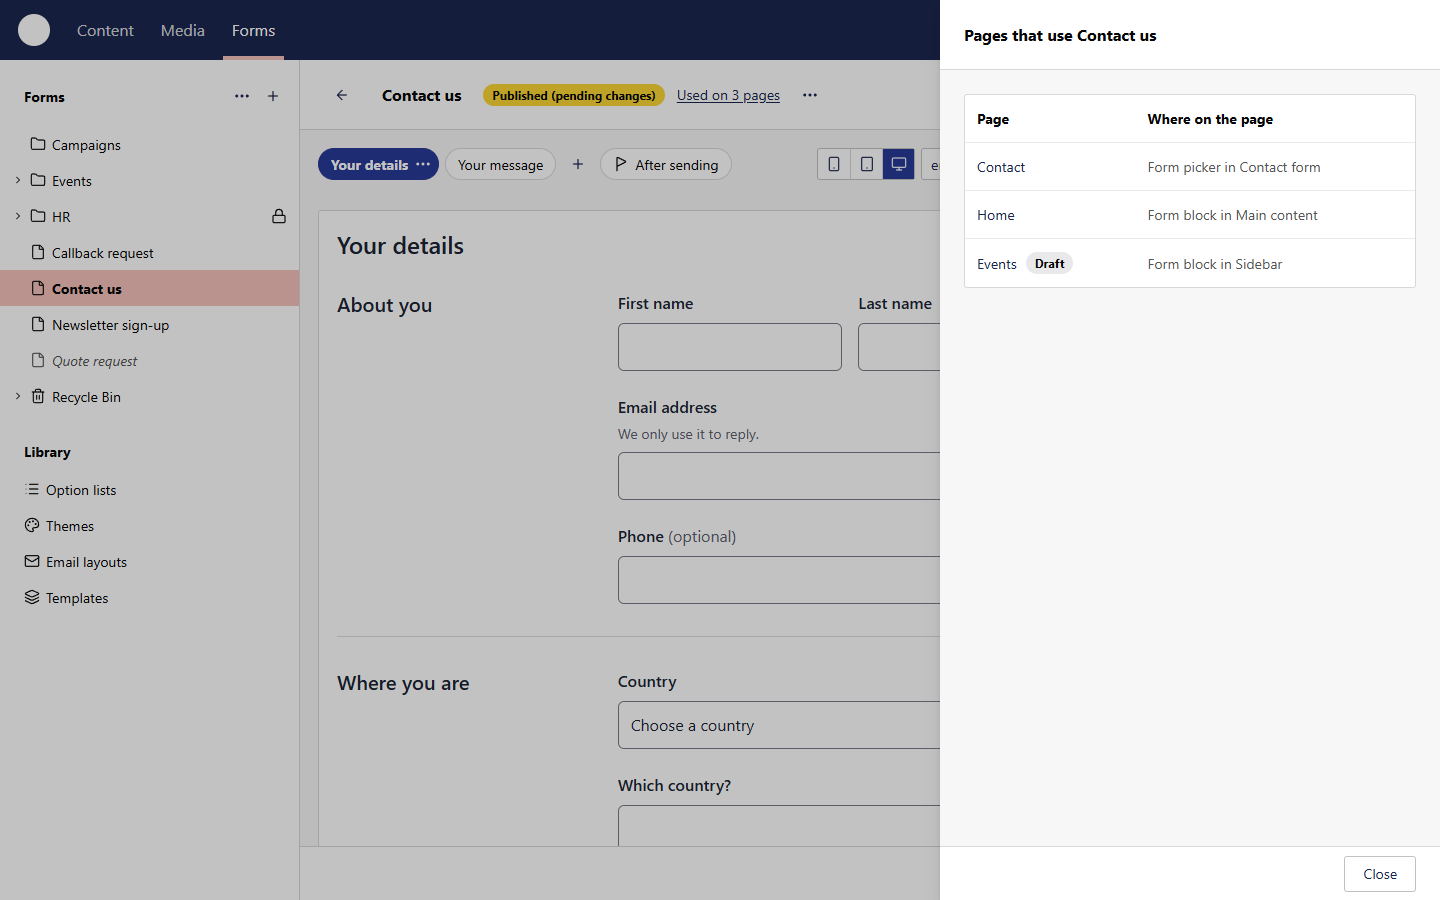 Content Media Forms
Forms
Campaigns
Events
HR
Callback request
Contact us
Newsletter sign-up
Quote request
Recycle Bin
Library
Option lists
Themes
Email layouts
Templates
Contact us Published (pending changes) Used on 3 pages
Your details Your message After sending
Your details
About you
First name Last name
Email address
We only use it to reply.
Phone (optional)
Where you are
Country
Choose a country
Which country?
Pages that use Contact us
Page Where on the page
Contact Form picker in Contact form
Home Form block in Main content
Events Draft Form block in Sidebar
Close